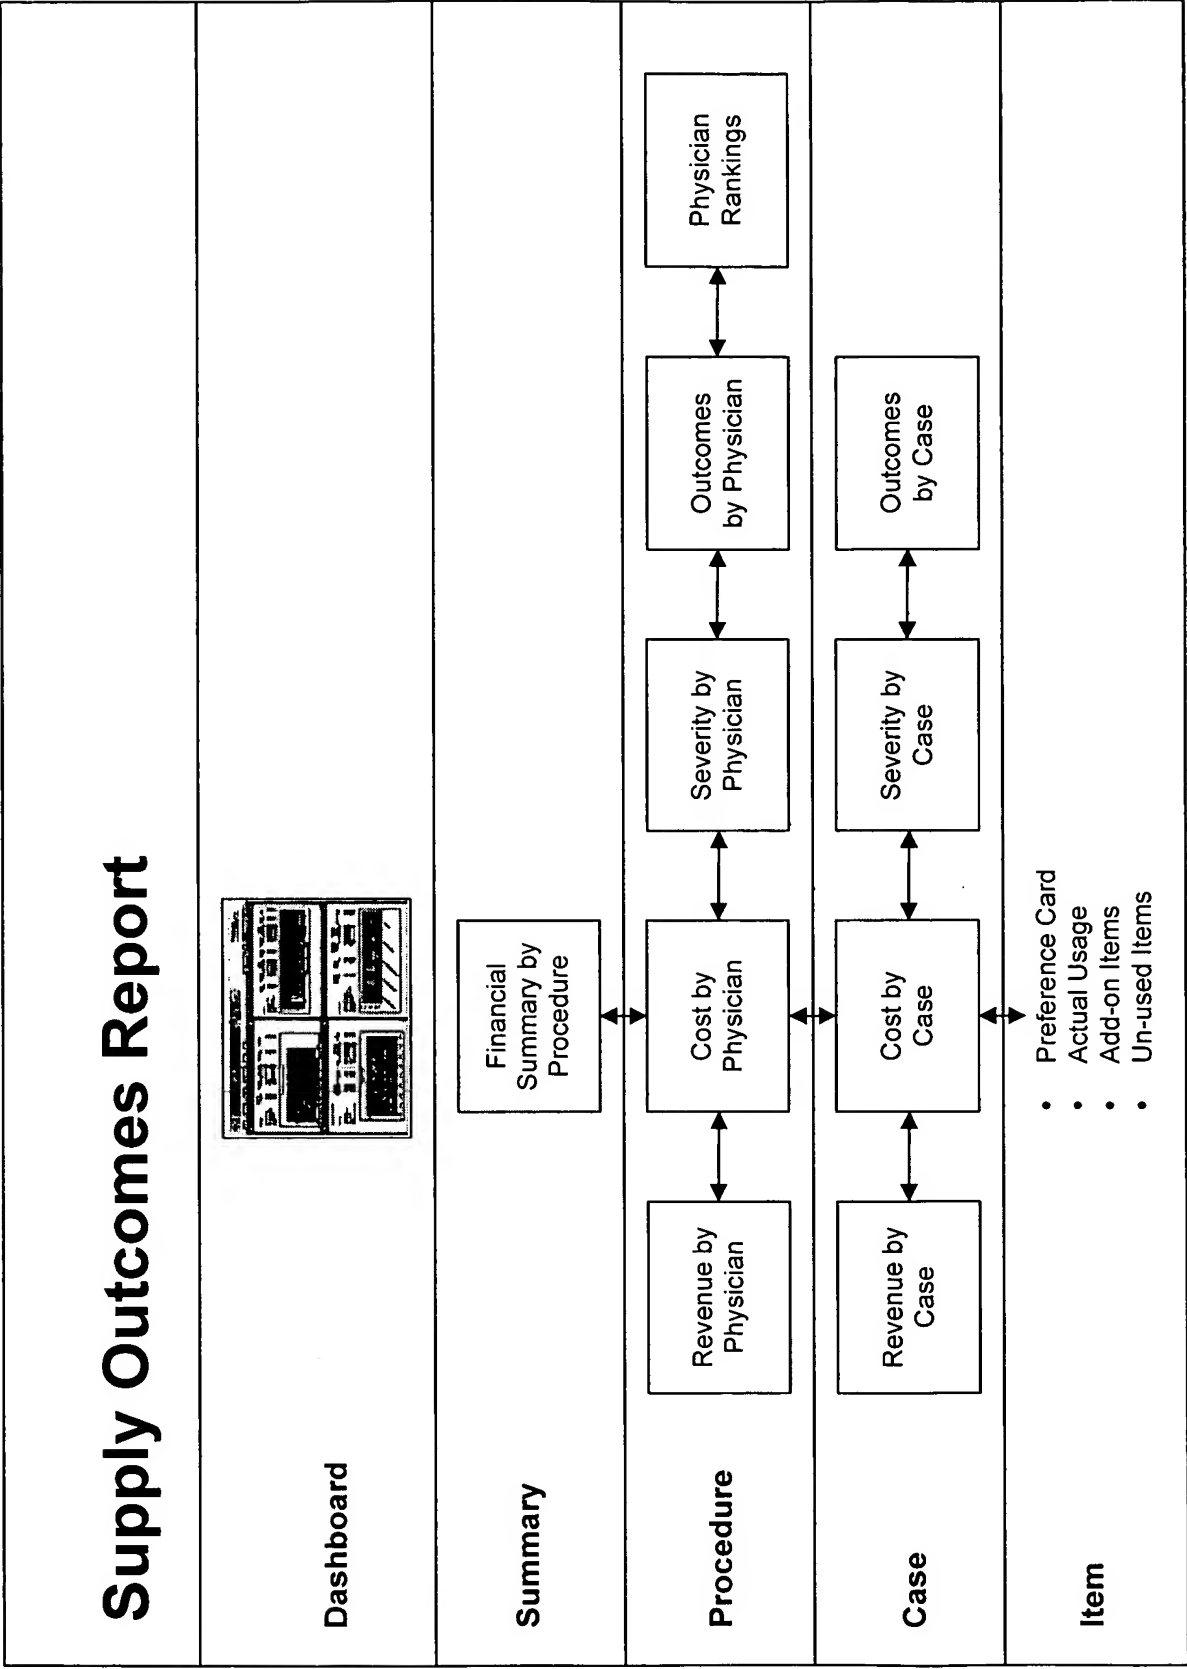 Supply Outcomes Report
Dashboard
Summary
Financial
Summary by
Procedure
Procedure
Revenue by
Physician
Cost by
Physician
Severity by
Physician
Outcomes
by Physician
Physician
Rankings
Case
Revenue by
Case
Cost by
Case
Severity by
Case
Outcomes
by Case
Item
• Preference Card
• Actual Usage
• Add-on Items
• Un-used Items